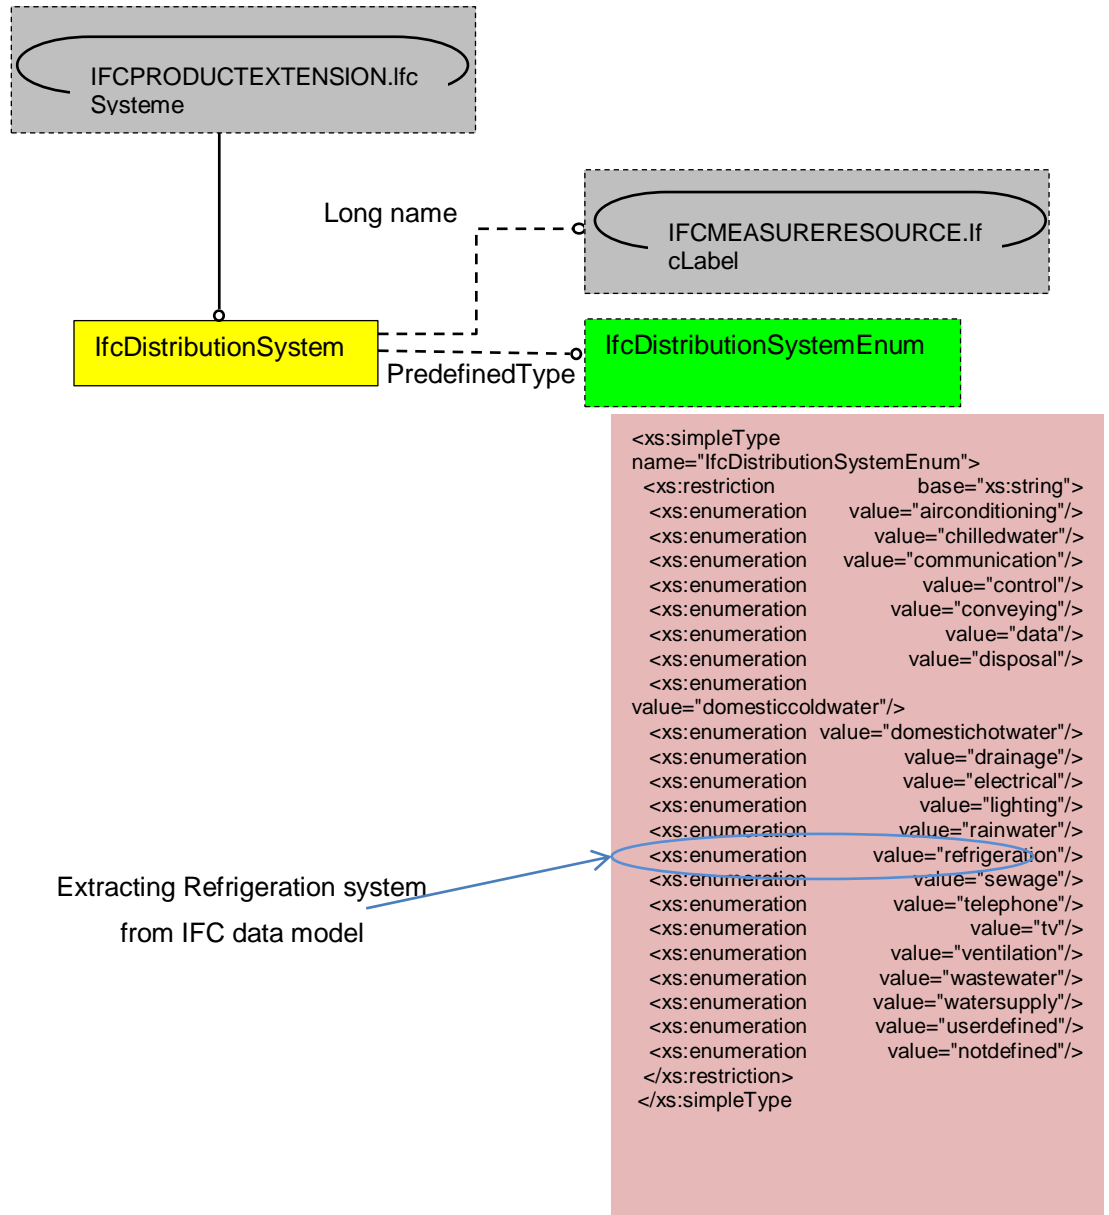 IFCPRODUCTEXTENSION.Ifc
Systeme
Long name
IFCMEASURERESOURCE.If
cLabel
IfcDistributionSystem
IfcDistributionSystemEnum
PredefinedType
<xs:simpleType
name="IfcDistributionSystemEnum">
<xs:restriction base="xs:string">
<xs:enumeration value="airconditioning"/>
<xs:enumeration value="chilledwater"/>
<xs:enumeration value="communication"/>
<xs:enumeration value="control"/>
<xs:enumeration value="conveying"/>
<xs:enumeration value="data"/>
<xs:enumeration value="disposal"/>
<xs:enumeration
value="domesticcoldwater"/>
<xs:enumeration value="domestichotwater"/>
<xs:enumeration value="drainage"/>
<xs:enumeration value="electrical"/>
<xs:enumeration value="lighting"/>
<xs:enumeration value="rainwater"/>
<xs:enumeration value="refrigeration"/>
<xs:enumeration value="sewage"/>
<xs:enumeration value="telephone"/>
<xs:enumeration value="tv"/>
<xs:enumeration value="ventilation"/>
<xs:enumeration value="wastewater"/>
<xs:enumeration value="watersupply"/>
<xs:enumeration value="userdefined"/>
<xs:enumeration value="notdefined"/>
</xs:restriction>
</xs:simpleType
Extracting Refrigeration system
from IFC data model